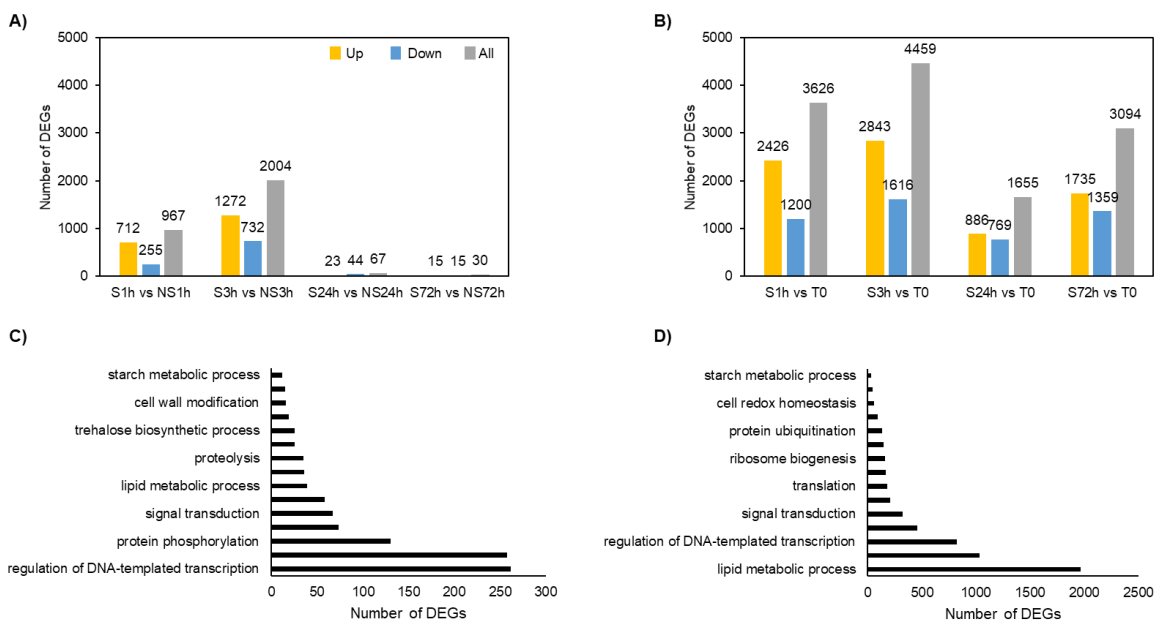 A)
5000
4000
3000
2000
1000
0
Number of DEGs
Up Down All
712 255 967
1272 732 2004
23 44 67
15 15 30
S1h vs NS1h S3h vs NS3h S24h vs NS24h S72h vs NS72h
B)
5000
4000
3000
2000
1000
0
Number of DEGs
2426 1200 3626
2843 1616 4459
886 769 1655
1735 1359 3094
S1h vs T0 S3h vs T0 S24h vs T0 S72h vs T0
C)
starch metabolic process
cell wall modification
trehalose biosynthetic process
proteolysis
lipid metabolic process
signal transduction
protein phosphorylation
regulation of DNA-templated transcription
0 50 100 150 200 250 300
Number of DEGs
D)
starch metabolic process
cell redox homeostasis
protein ubiquitination
ribosome biogenesis
translation
signal transduction
regulation of DNA-templated transcription
lipid metabolic process
0 500 1000 1500 2000 2500
Number of DEGs